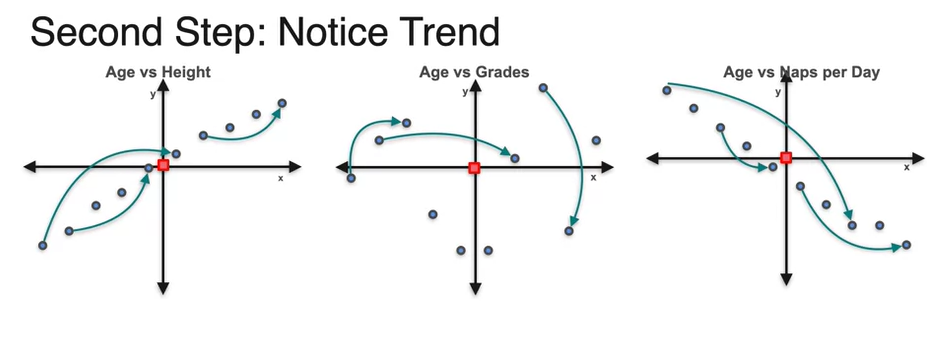 Second Step: Notice Trend
Age vs Height
y
x
Age vs Grades
y
x
Age vs Naps per Day
y
x